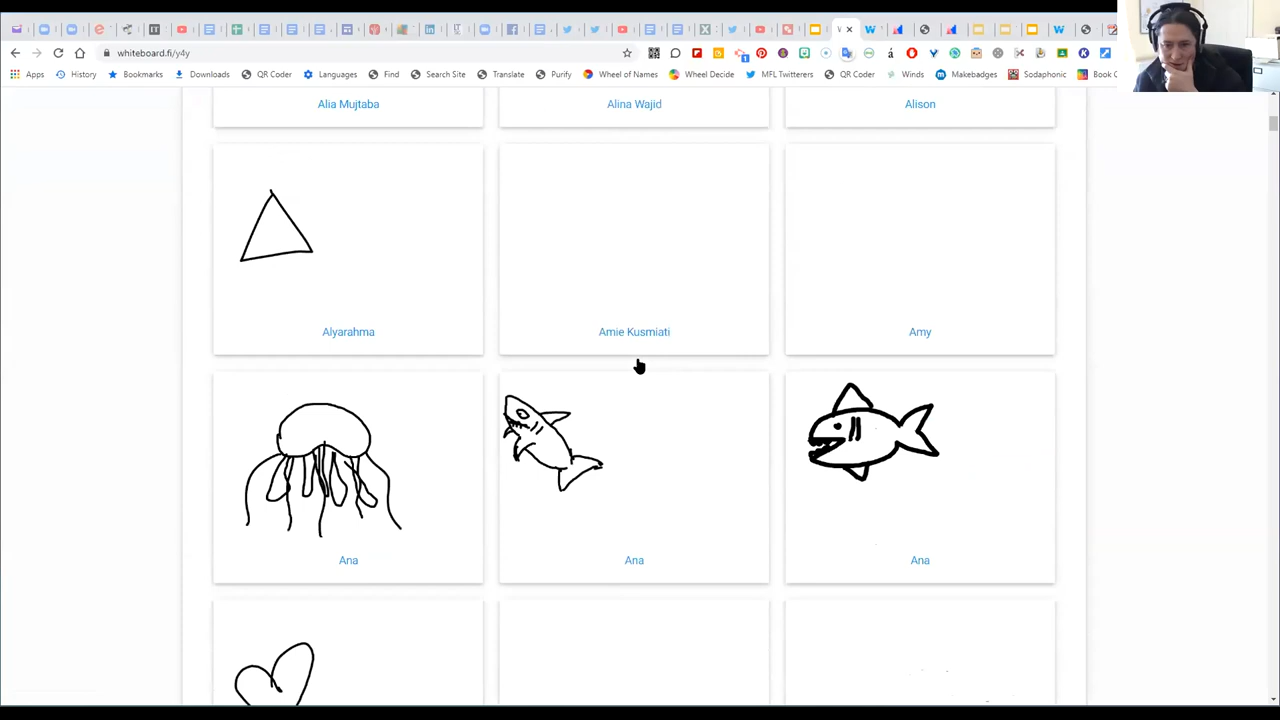 whiteboard.fi/y4y
Apps History Bookmarks Downloads QR Coder Languages Find Search Site Translate Purify Wheel of Names Wheel Decide MFL Twitterers QR Coder Winds Makebadges Sodaphonic Book
Alia Mujtaba Alina Wajid Alison
Alyarahma Amie Kusmiati Amy
Ana Ana Ana